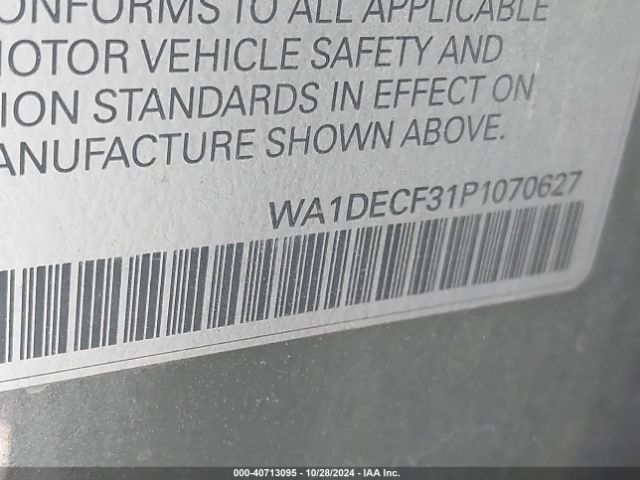 ONFORMS TO ALL APPLICABLE
MOTOR VEHICLE SAFETY AND
ION STANDARDS IN EFFECT ON
ANUFACTURE SHOWN ABOVE.
WA1DECF31P1070627
000-40713095 - 10/28/2024 - IAA Inc.